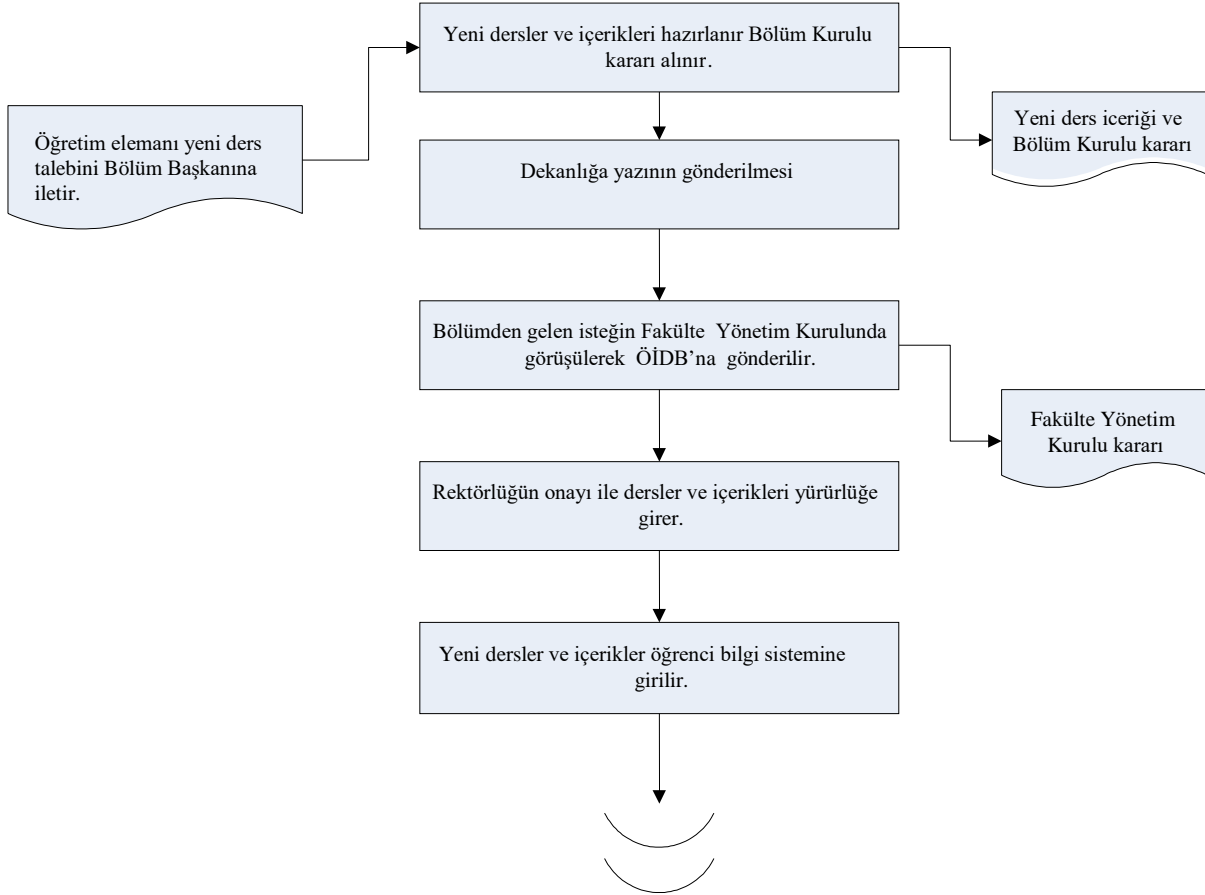 Yeni dersler ve içerikleri hazırlanır Bölüm Kurulu
kararı alınır.
Öğretim elemanı yeni ders
talebini Bölüm Başkanına
iletir.
Yeni ders iceriği ve
Bölüm Kurulu kararı
Dekanlığa yazının gönderilmesi
Bölümden gelen isteğin Fakülte Yönetim Kurulunda
görüşülerek ÖİDB’na gönderilir.
Fakülte Yönetim
Kurulu kararı
Rektörlüğün onayı ile dersler ve içerikleri yürürlüğe
girer.
Yeni dersler ve içerikler öğrenci bilgi sistemine
girilir.